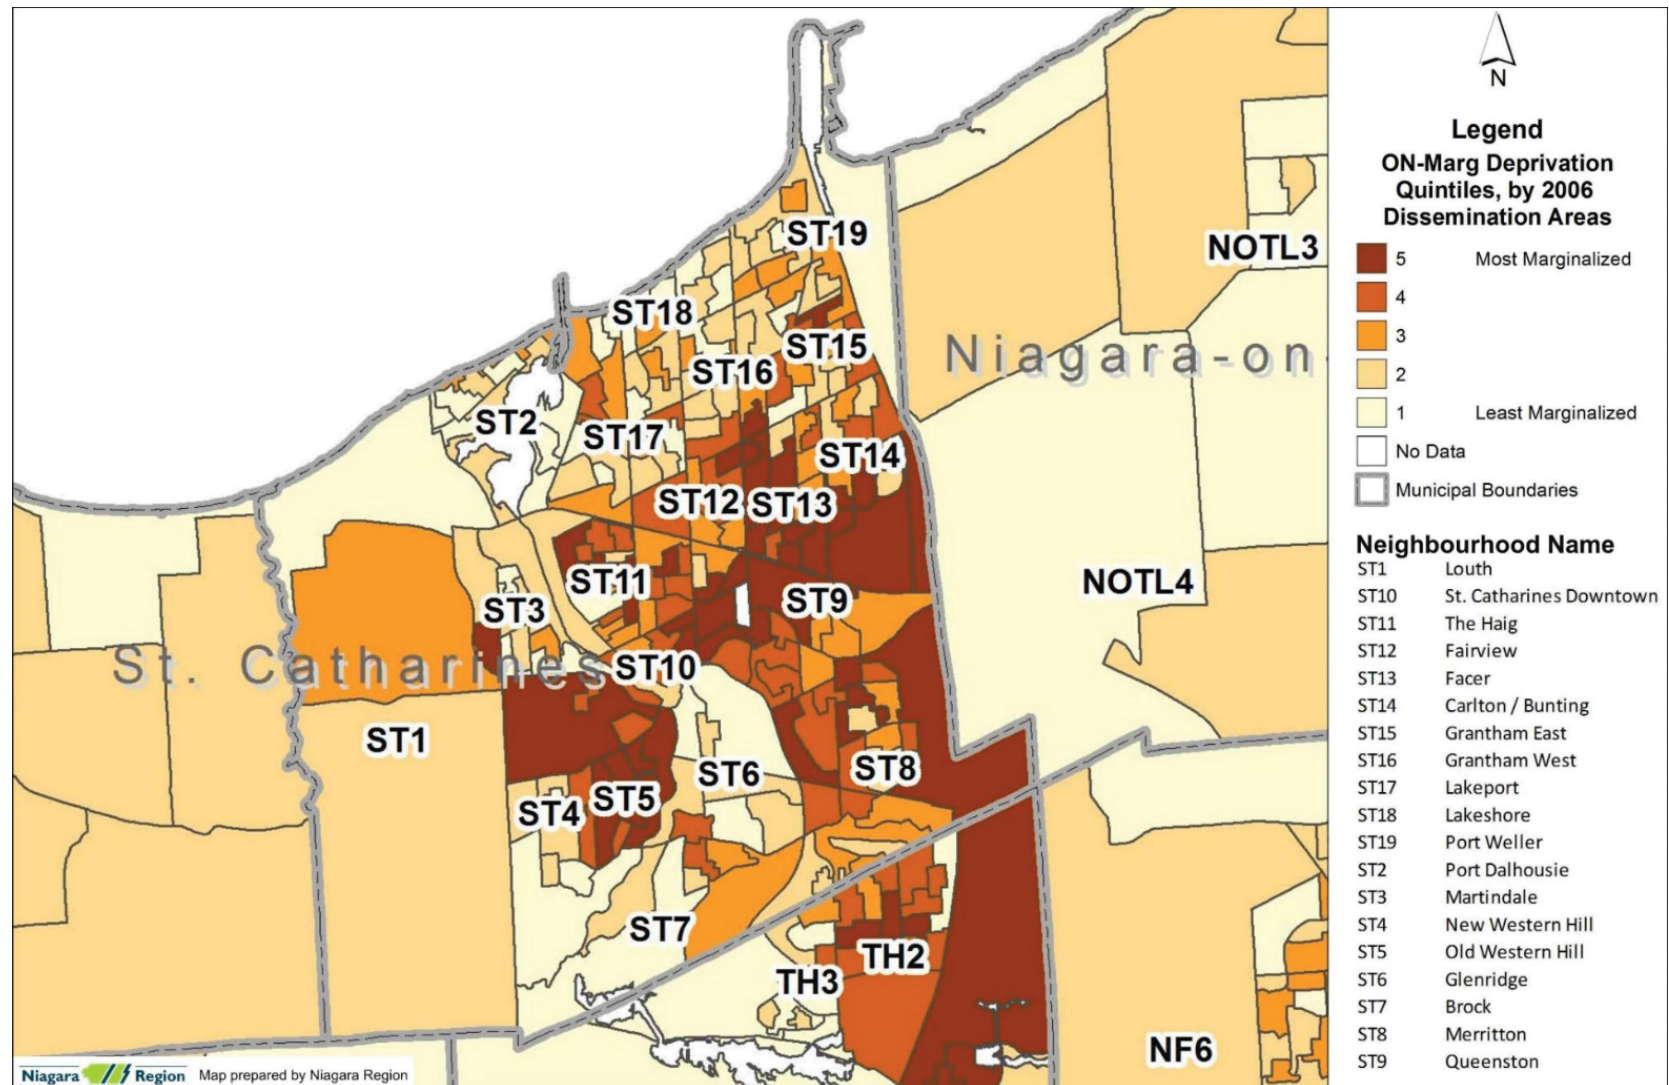 ST19
NOTL3
ST18
ST15
Niagara-on-
ST16
ST2
ST17
ST14
ST12
ST13
ST11
NOTL4
ST3
ST9
St. Catharines
ST10
ST1
ST6
ST8
ST4
ST5
ST7
TH2
TH3
NF6
Niagara Region
Map prepared by Niagara Region
N
Legend
ON-Marg Deprivation
Quintiles, by 2006
Dissemination Areas
5 Most Marginalized
4
3
2
1 Least Marginalized
No Data
Municipal Boundaries
Neighbourhood Name
ST1 Louth
ST10 St. Catharines Downtown
ST11 The Haig
ST12 Fairview
ST13 Facer
ST14 Carlton / Bunting
ST15 Grantham East
ST16 Grantham West
ST17 Lakeport
ST18 Lakeshore
ST19 Port Weller
ST2 Port Dalhousie
ST3 Martindale
ST4 New Western Hill
ST5 Old Western Hill
ST6 Glenridge
ST7 Brock
ST8 Merritton
ST9 Queenston